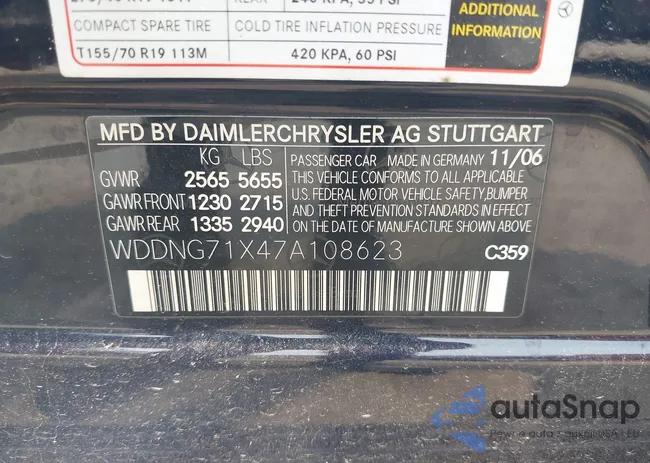 COMPACT SPARE TIRE COLD TIRE INFLATION PRESSURE
T155/70 R19 113M 420 KPA, 60 PSI
ADDITIONAL
INFORMATION
MFD BY DAIMLERCHRYSLER AG STUTTGART
KG LBS
GVWR 2565 5655
GAWR FRONT 1230 2715
GAWR REAR 1335 2940
PASSENGER CAR MADE IN GERMANY 11/06
THIS VEHICLE CONFORMS TO ALL APPLICABLE
U.S. FEDERAL MOTOR VEHICLE SAFETY, BUMPER
AND THEFT PREVENTION STANDARDS IN EFFECT
ON THE DATE OF MANUFACTURE SHOWN ABOVE
WDDNG71X47A108623 C359
autoSnap